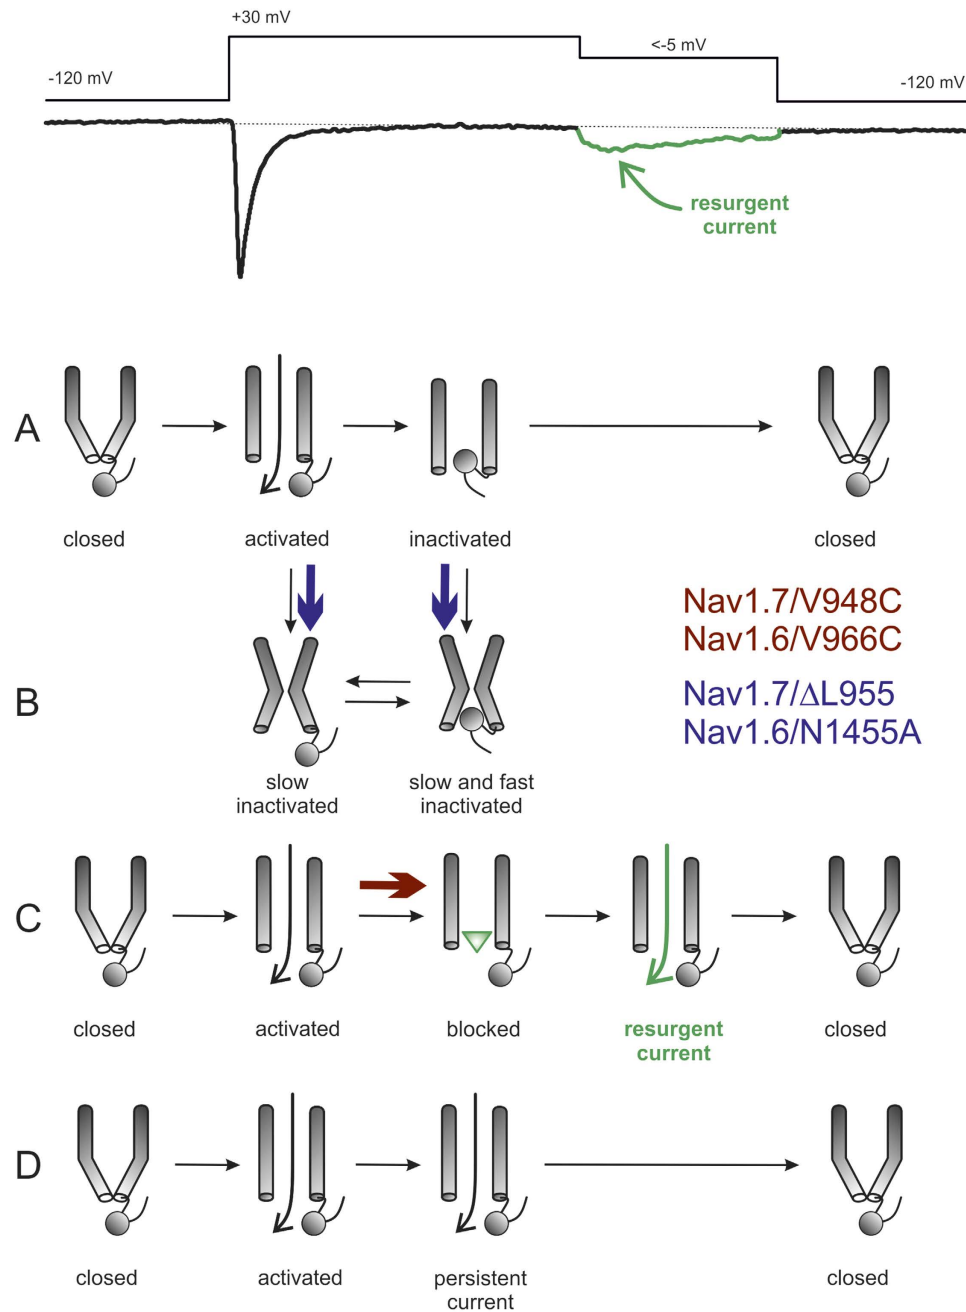 +30 mV
<-5 mV
-120 mV
-120 mV
resurgent
current
A
closed
activated
inactivated
closed
Nav1.7/V948C
Nav1.6/V966C
B
Nav1.7/ΔL955
Nav1.6/N1455A
slow
inactivated
slow and fast
inactivated
C
closed
activated
blocked
resurgent
current
closed
D
closed
activated
persistent
current
closed